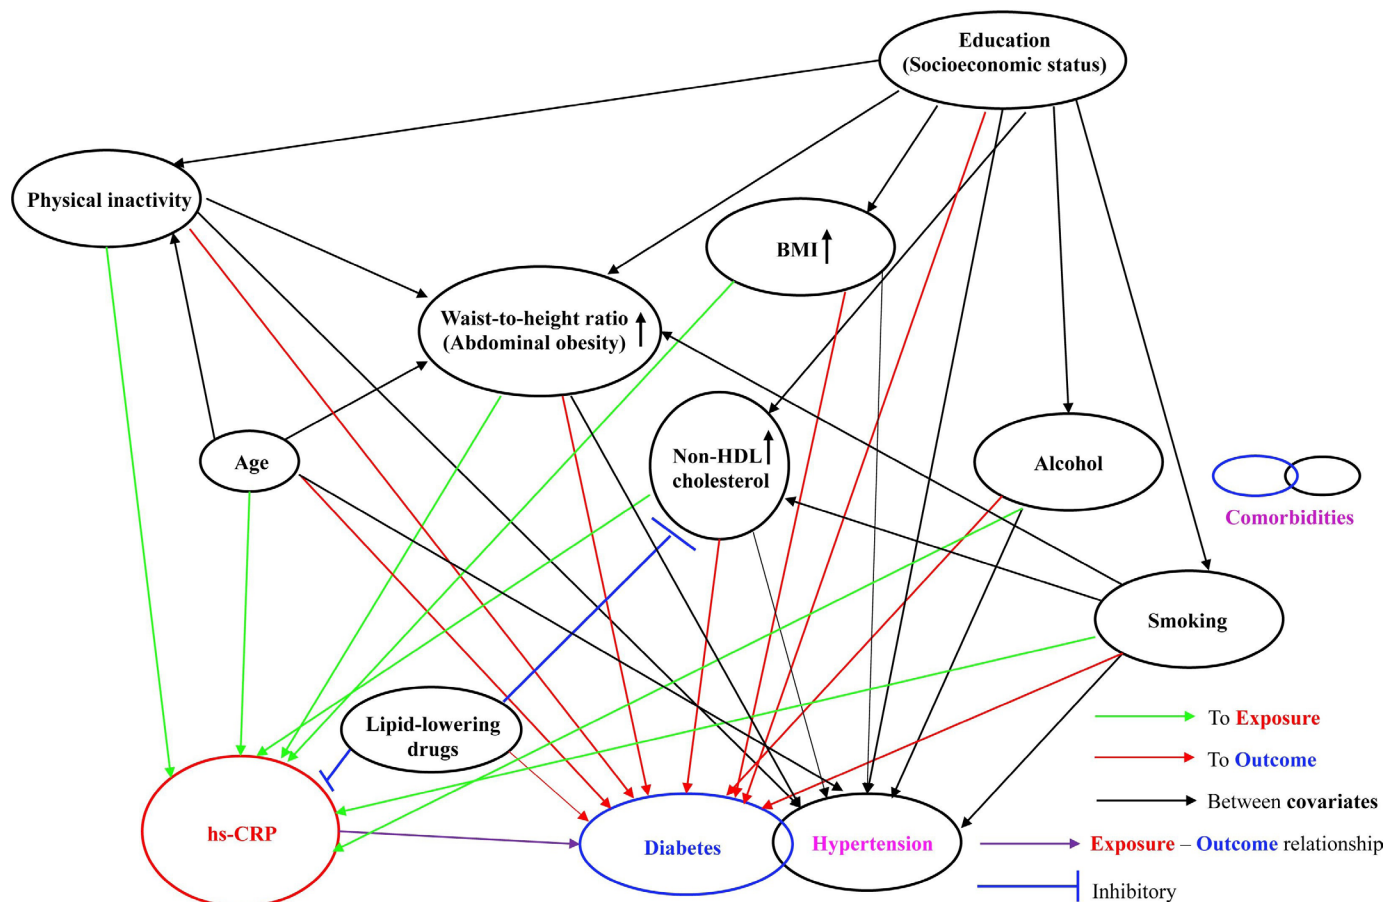 Education
(Socioeconomic status)
Physical inactivity
BMI
Waist-to-height ratio
(Abdominal obesity)
Non-HDL
cholesterol
Age
Alcohol
Comorbidities
Smoking
Lipid-lowering
drugs
hs-CRP
Diabetes
Hypertension
To Exposure
To Outcome
Between covariates
Exposure – Outcome relationship
Inhibitory